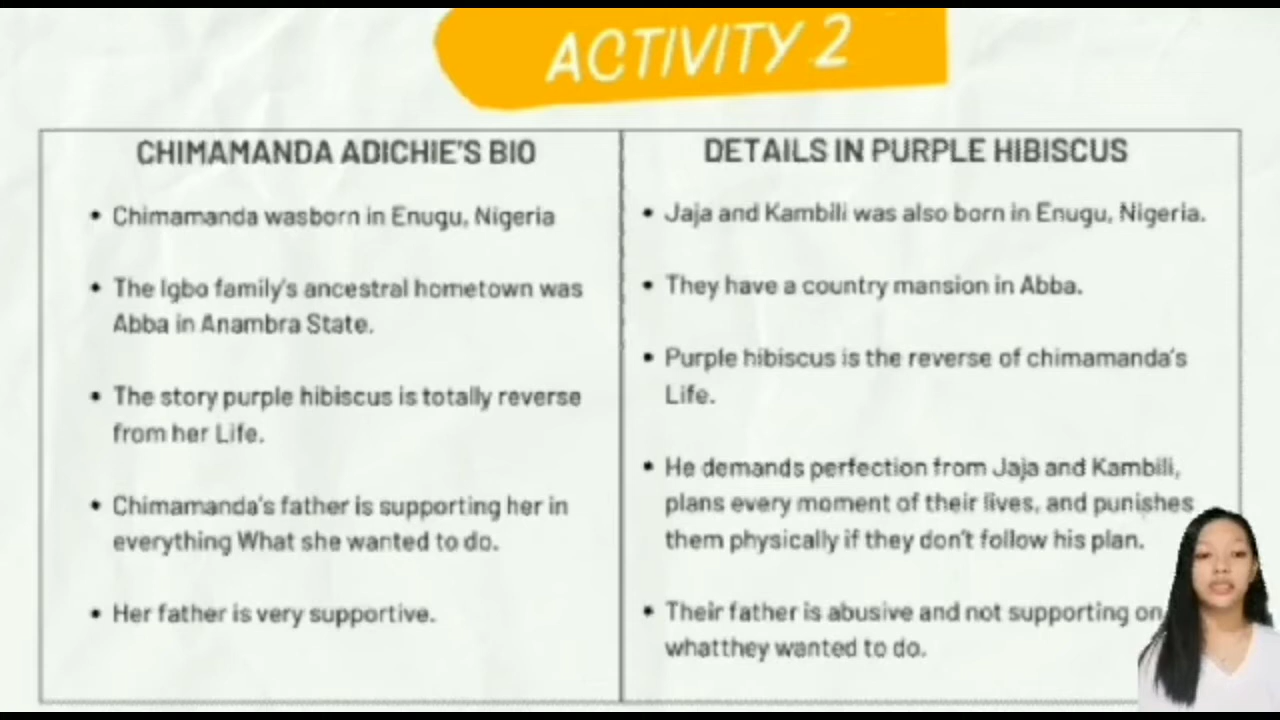 ACTIVITY 2
CHIMAMANDA ADICHIE'S BIO
• Chimamanda wasborn in Enugu, Nigeria
• The Igbo family's ancestral hometown was
Abba in Anambra State.
• The story purple hibiscus is totally reverse
from her Life.
• Chimamanda's father is supporting her in
everything What she wanted to do.
• Her father is very supportive.
DETAILS IN PURPLE HIBISCUS
• Jaja and Kambili was also born in Enugu, Nigeria.
• They have a country mansion in Abba.
• Purple hibiscus is the reverse of chimamanda's
Life.
• He demands perfection from Jaja and Kambili,
plans every moment of their lives, and punishes
them physically if they don't follow his plan.
• Their father is abusive and not supporting on
whatthey wanted to do.